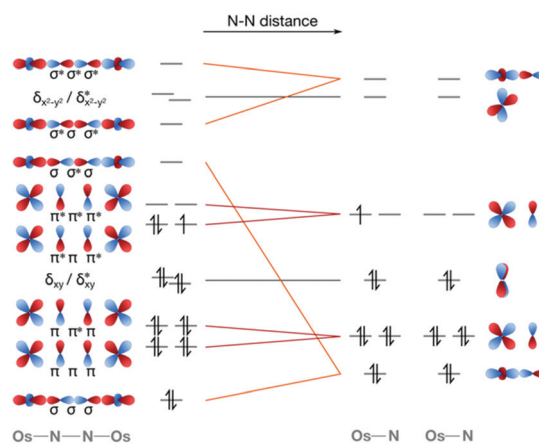 N-N distance
σ* σ* σ*
δx²-y² / δ*x²-y²
σ* σ σ*
σ* σ σ*
π* π* π*
π* π π*
δxy / δ*xy
π π* π
π π π
σ σ σ
Os—N—N—Os
Os—N
Os—N